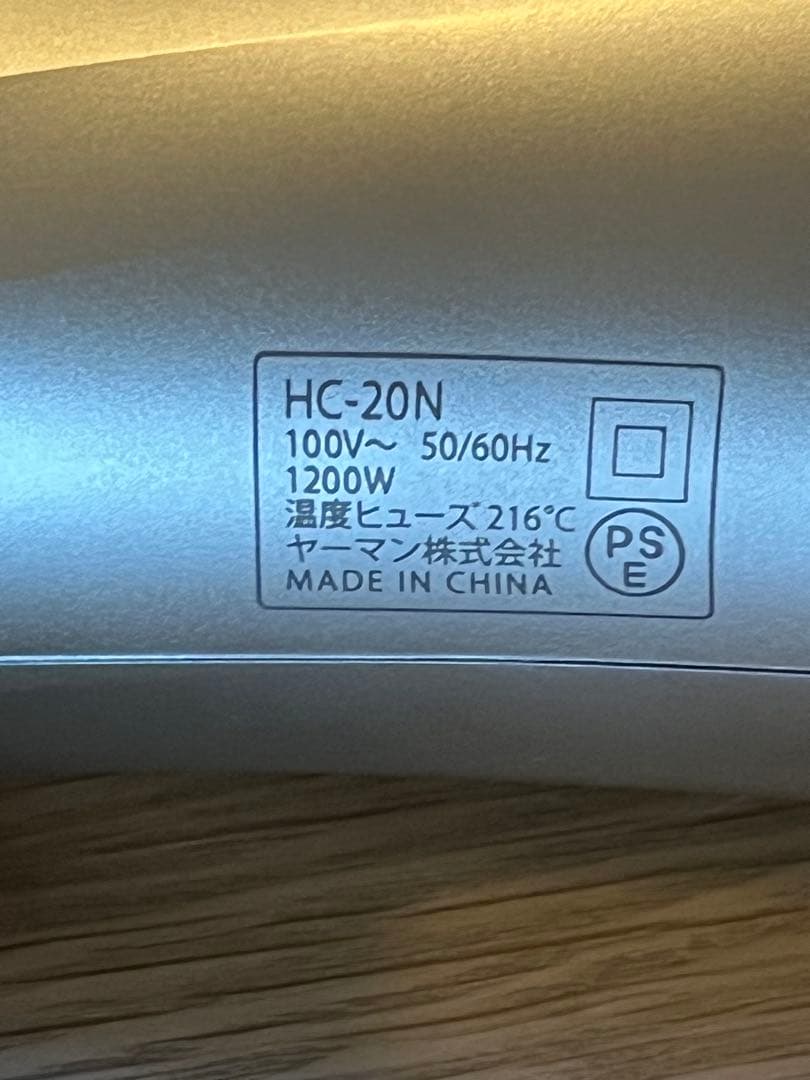 HC-20N
100V～ 50/60Hz
1200W
温度ヒューズ 216℃
ヤーマン株式会社
MADE IN CHINA
PS
E